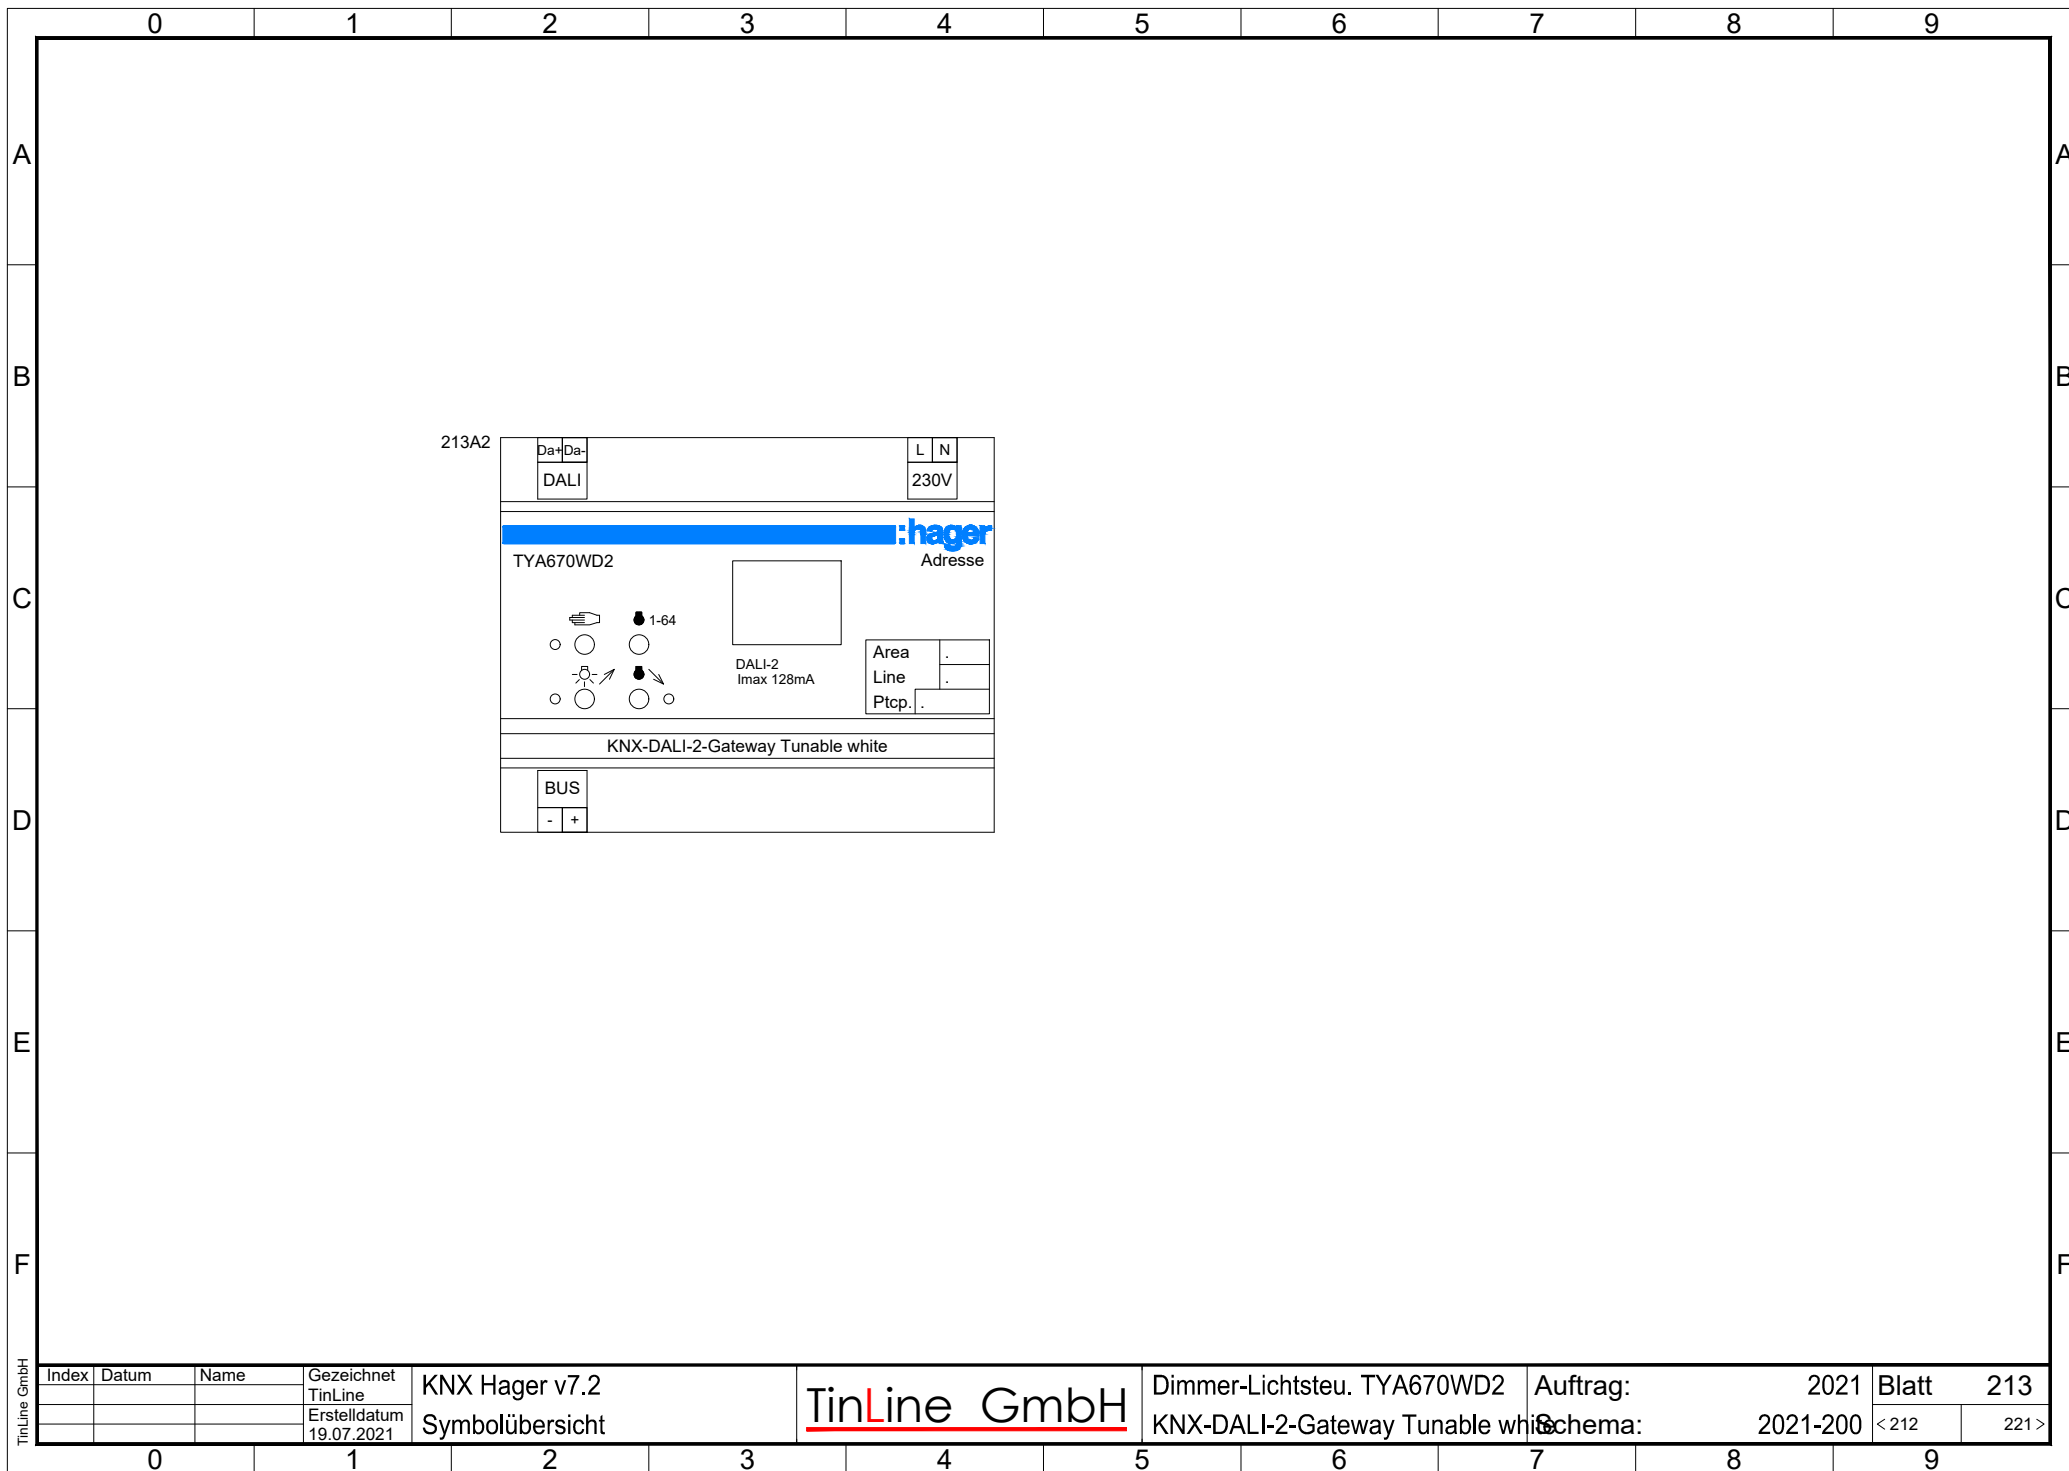 0 1 2 3 4 5 6 7 8 9
A A
B B
213A2
Da+ Da- L N
DALI 230V
:hager
TYA670WD2 Adresse
C C
1-64
Area .
DALI-2
Imax 128mA
Line .
Ptcp. .
KNX-DALI-2-Gateway Tunable white
BUS
- +
D D
E E
F F
TinLine GmbH
Index Datum Name Gezeichnet
TinLine
Erstelldatum
19.07.2021
KNX Hager v7.2
Symbolübersicht
TinLine GmbH
Dimmer-Lichtsteu. TYA670WD2
KNX-DALI-2-Gateway Tunable white
Auftrag: 2021
Schema: 2021-200
Blatt 213
< 212 221 >
0 1 2 3 4 5 6 7 8 9